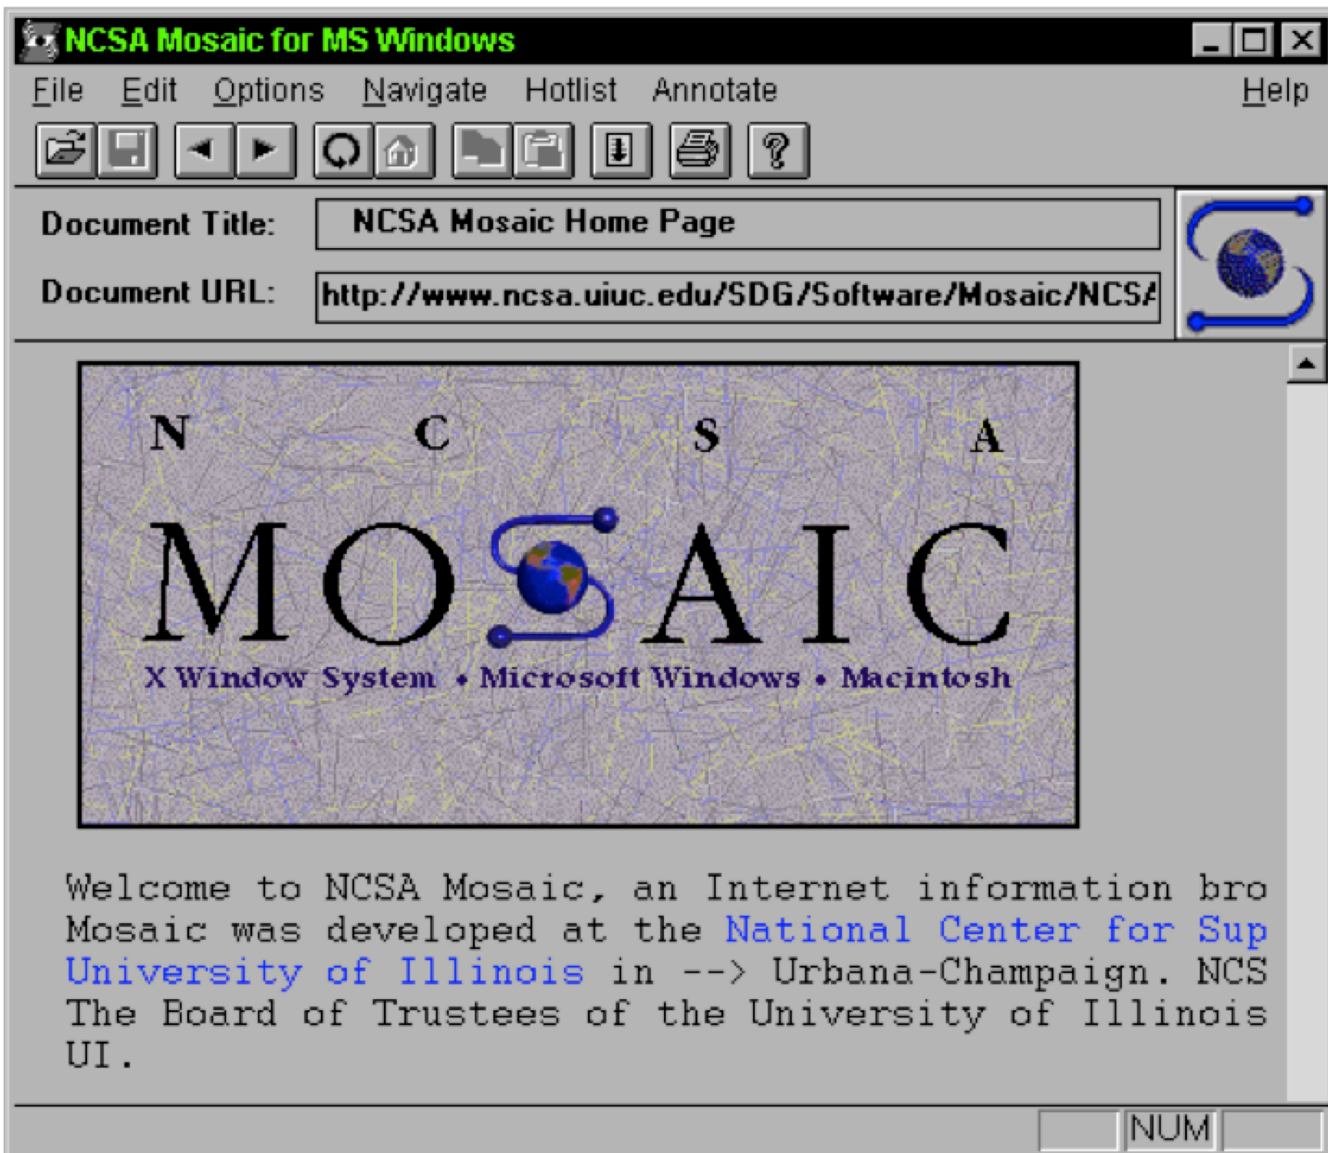 NCSA Mosaic for MS Windows
File Edit Options Navigate Hotlist Annotate Help
Document Title: NCSA Mosaic Home Page
Document URL: http://www.ncsa.uiuc.edu/SDG/Software/Mosaic/NCSA
N C S A
MOSAIC
X Window System • Microsoft Windows • Macintosh
Welcome to NCSA Mosaic, an Internet information bro
Mosaic was developed at the National Center for Sup
University of Illinois in --> Urbana-Champaign. NCS
The Board of Trustees of the University of Illinois
UI.
NUM